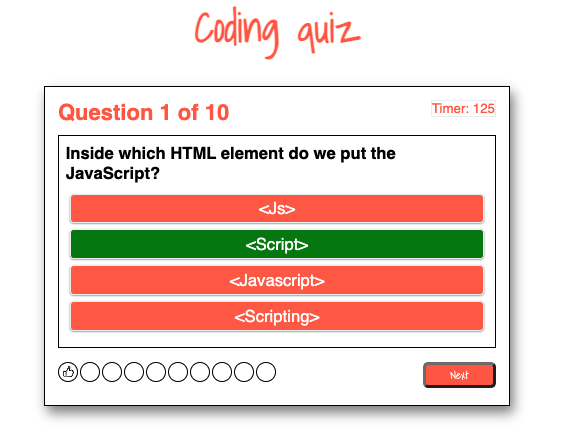 Coding quiz
Question 1 of 10
Timer: 125
Inside which HTML element do we put the
JavaScript?
<Js>
<Script>
<Javascript>
<Scripting>
Next